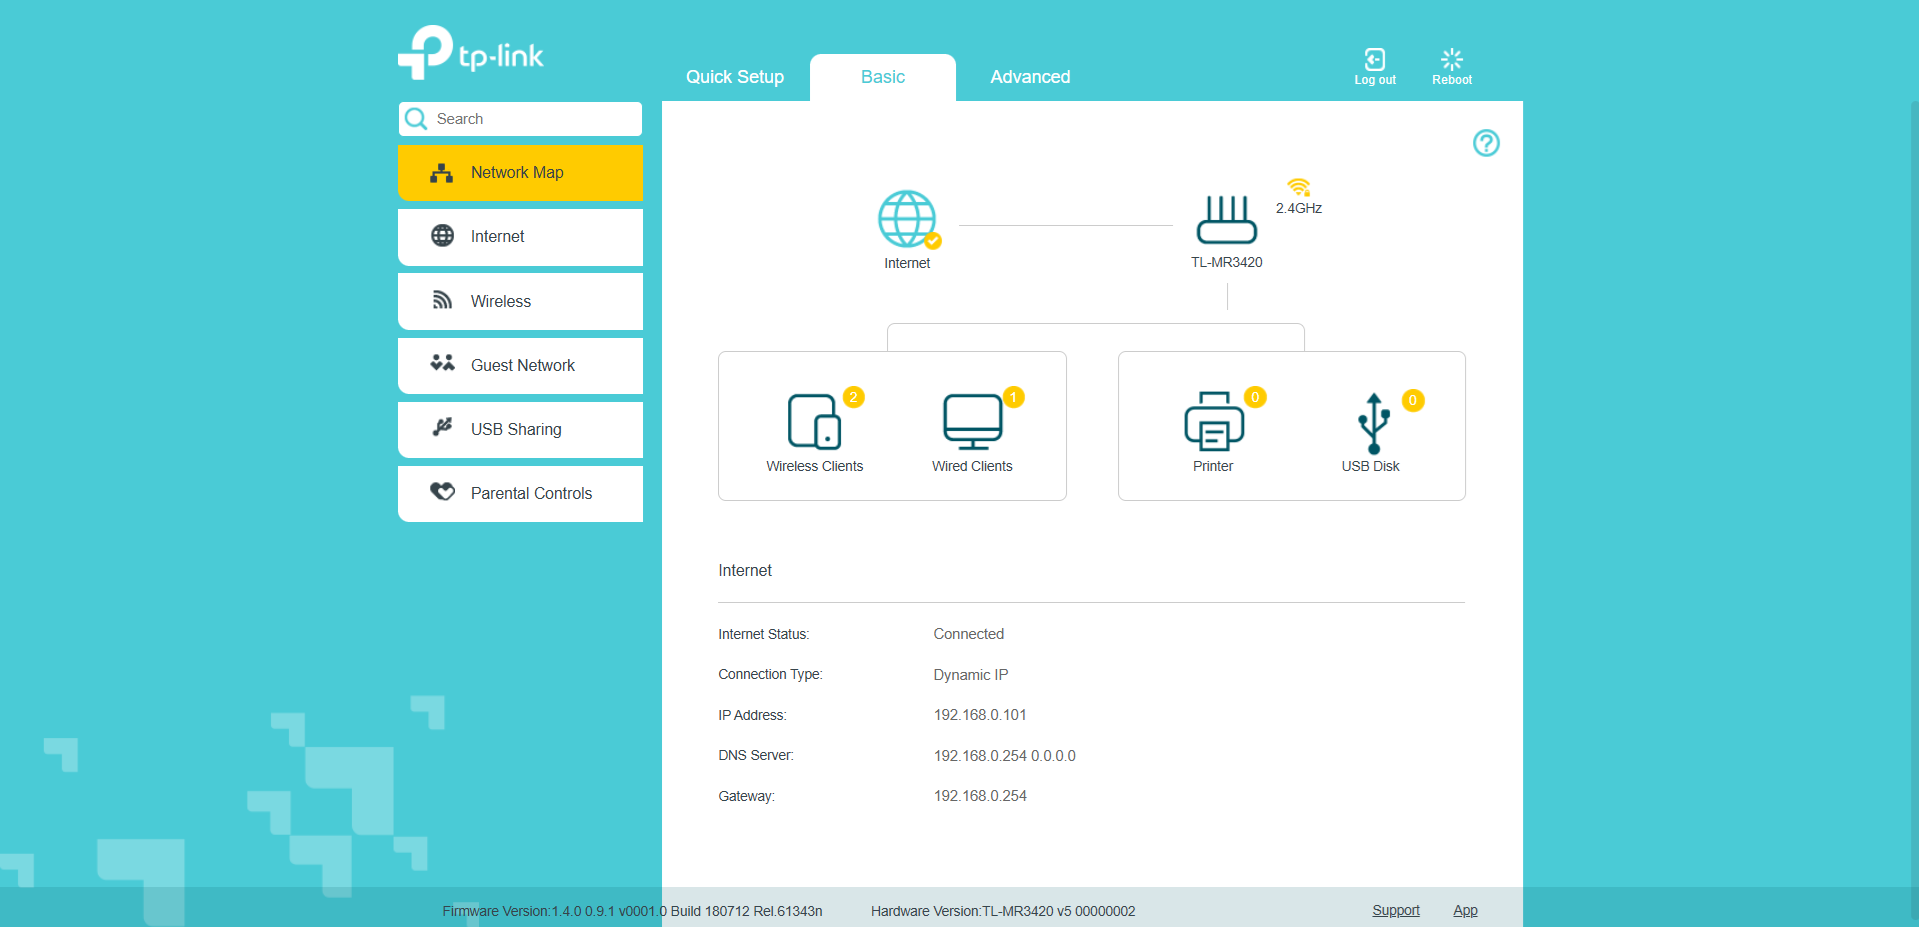 tp-link
Quick Setup
Basic
Advanced
Log out
Reboot
Search
Network Map
Internet
Wireless
Guest Network
USB Sharing
Parental Controls
?
Internet
2.4GHz
TL-MR3420
2
Wireless Clients
1
Wired Clients
0
Printer
0
USB Disk
Internet
Internet Status: Connected
Connection Type: Dynamic IP
IP Address: 192.168.0.101
DNS Server: 192.168.0.254 0.0.0.0
Gateway: 192.168.0.254
Firmware Version:1.4.0 0.9.1 v0001.0 Build 180712 Rel.61343n Hardware Version:TL-MR3420 v5 00000002 Support App